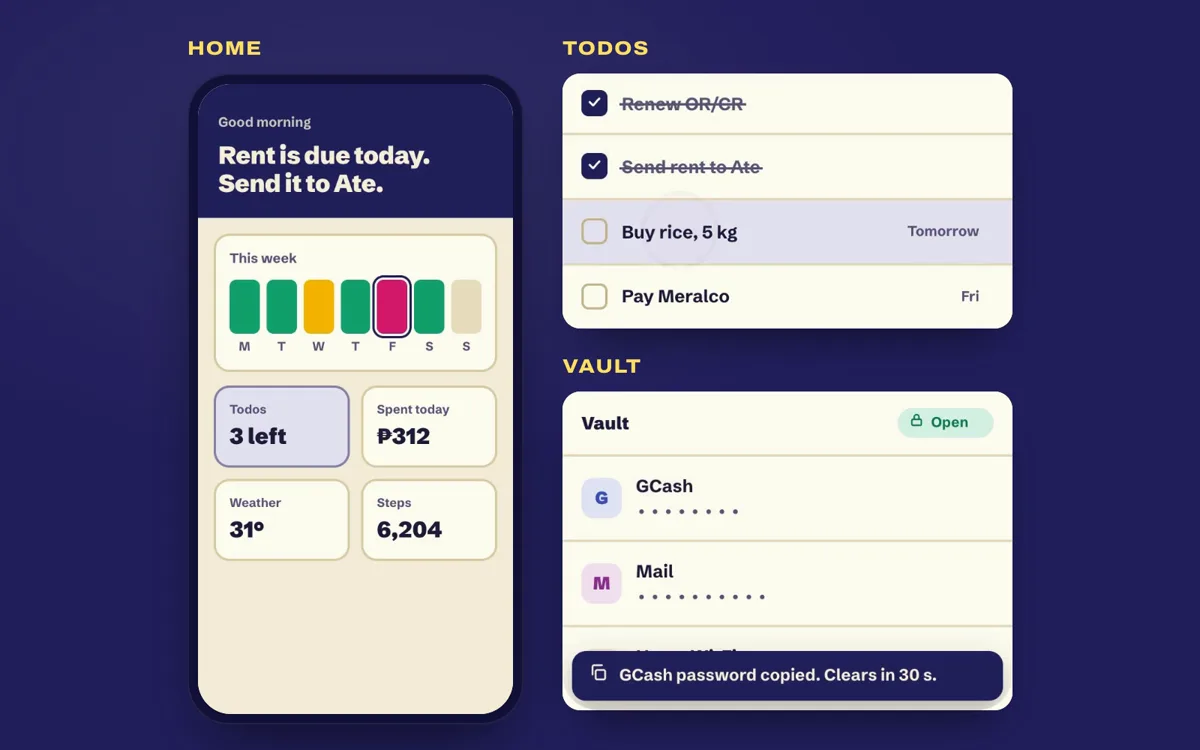 HOME
Good morning
Rent is due today.
Send it to Ate.
This week
M T W T F S S
Todos
3 left
Spent today
₱312
Weather
31°
Steps
6,204
TODOS
Renew OR/CR
Send rent to Ate
Buy rice, 5 kg
Tomorrow
Pay Meralco
Fri
VAULT
Vault
Open
G
GCash
••••••••
M
Mail
••••••••••
GCash password copied. Clears in 30 s.